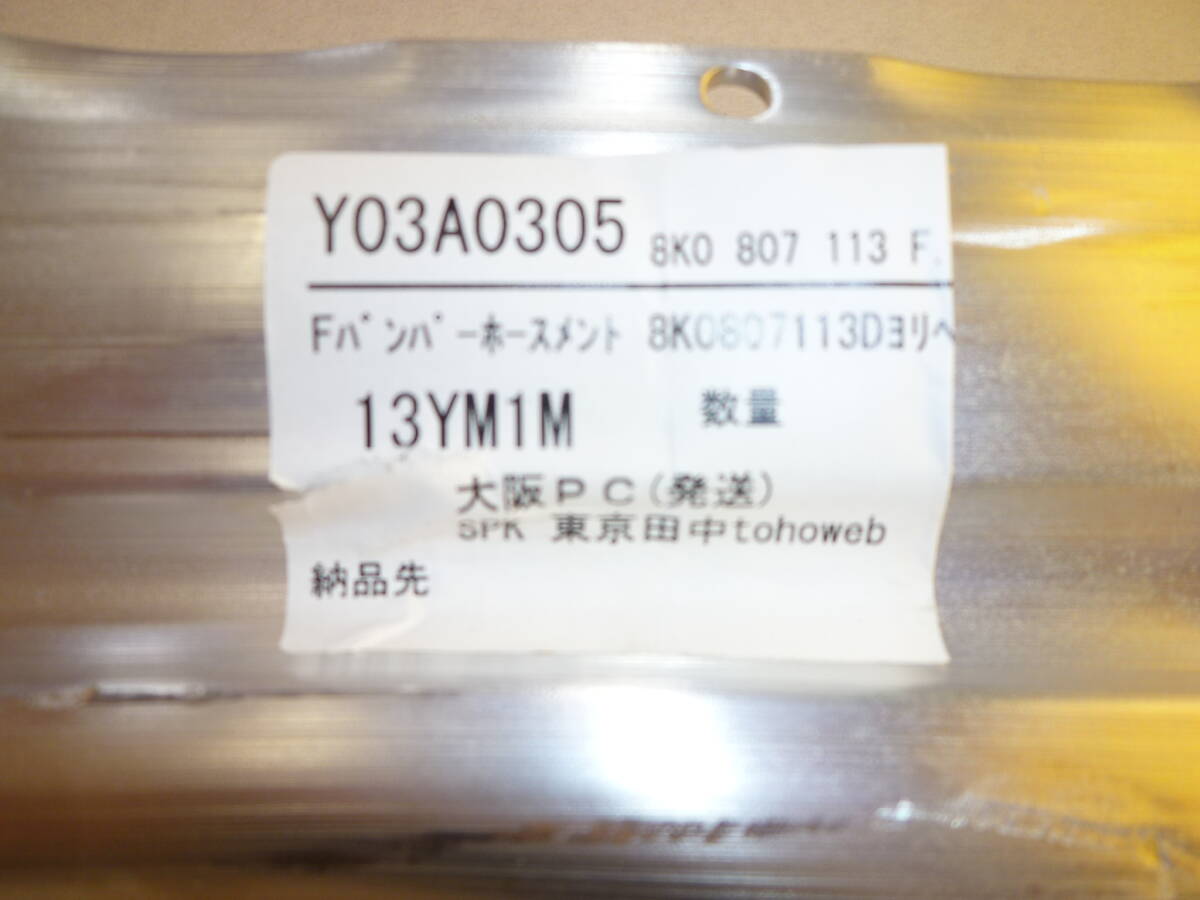 Y03A0305 8K0 807 113 F.
Fバンパーホースメント 8K0807113Dヨリヘ
13YM1M 数量
大阪PC(発送)
SPK 東京田中tohoweb
納品先